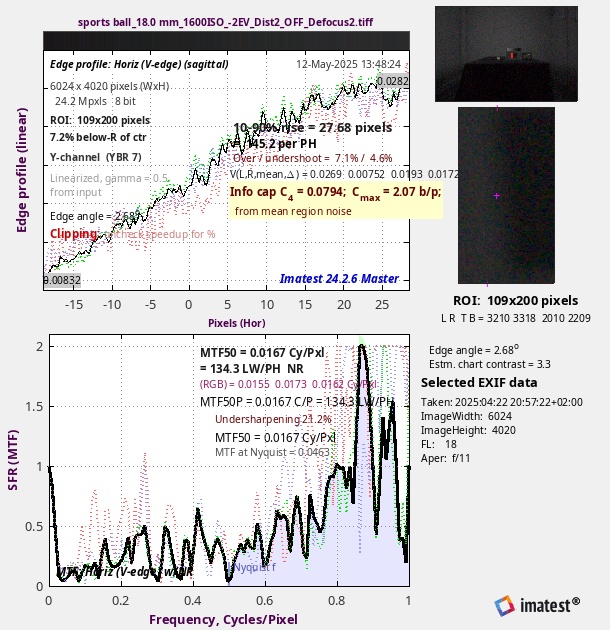 sports ball_18.0 mm_1600ISO_-2EV_Dist2_OFF_Defocus2.tiff
Edge profile: Horiz (V-edge) (sagittal)
12-May-2025 13:48:24
0.0282
6024 x 4020 pixels (WxH)
24.2 Mpxls   8 bit
ROI: 109x200 pixels
7.2% below-R of ctr
Y-channel  (YBR 7)
Linearized, gamma = 0.5
from input
Edge angle = 2.68º
Clipping
check speedup for %
10-90% rise = 27.68 pixels
145.2 per PH
Over / undershoot =  7.1% /  4.6%
V(L,R,mean,Δ) = 0.0269  0.00752  0.0193  0.0172
Info cap C4 = 0.0794;  Cmax = 2.07 b/p;
from mean region noise
0.00832
Imatest 24.2.6 Master
Edge profile (linear)
-15 -10 -5 0 5 10 15 20 25
Pixels (Hor)
ROI:  109x200 pixels
L R  T B = 3210 3318  2010 2209
Edge angle = 2.68º
Estm. chart contrast = 3.3
Selected EXIF data
Taken: 2025:04:22 20:57:22+02:00
ImageWidth:  6024
ImageHeight:  4020
FL:   18
Aper:  f/11
MTF50 = 0.0167 Cy/Pxl
= 134.3 LW/PH  NR
(RGB) = 0.0155  0.0173  0.0162 Cy/Pxl
MTF50P = 0.0167 C/P = 134.3 LW/PH
Undersharpening 21.2%
MTF50 = 0.0167 Cy/Pxl
MTF at Nyquist = 0.0463
MTF: Horiz (V-edge) w/NR
Nyquist f
SFR (MTF)
2
1.5
1
0.5
0
0 0.2 0.4 0.6 0.8 1
Frequency, Cycles/Pixel
imatest®